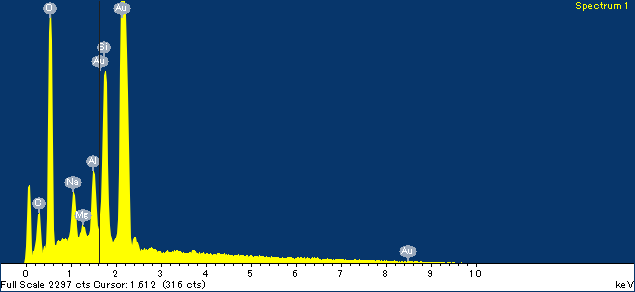 Spectrum 1
O
Au
Si
Au
Al
Na
C
Mg
Au
0 1 2 3 4 5 6 7 8 9 10
Full Scale 2297 cts Cursor: 1.612 (316 cts) keV